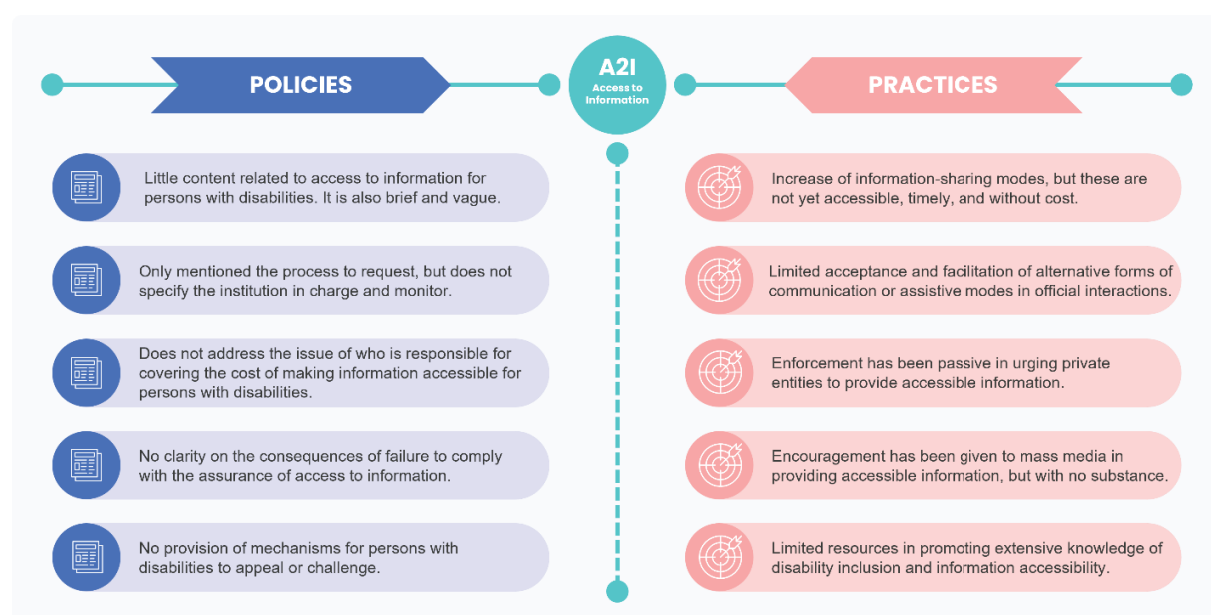 POLICIES
A2I
Access to
Information
PRACTICES
Little content related to access to information for
persons with disabilities. It is also brief and vague.
Only mentioned the process to request, but does not
specify the institution in charge and monitor.
Does not address the issue of who is responsible for
covering the cost of making information accessible for
persons with disabilities.
No clarity on the consequences of failure to comply
with the assurance of access to information.
No provision of mechanisms for persons with
disabilities to appeal or challenge.
Increase of information-sharing modes, but these are
not yet accessible, timely, and without cost.
Limited acceptance and facilitation of alternative forms of
communication or assistive modes in official interactions.
Enforcement has been passive in urging private
entities to provide accessible information.
Encouragement has been given to mass media in
providing accessible information, but with no substance.
Limited resources in promoting extensive knowledge of
disability inclusion and information accessibility.